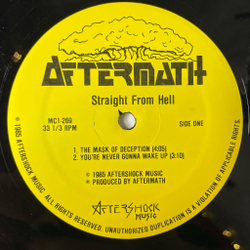 AFTERMATH
Straight From Hell
MC1-266
33 1/3 RPM
SIDE ONE
1. THE MASK OF DECEPTION (4:05)
2. YOU'RE NEVER GONNA WAKE UP (3:10)
℗ 1985 AFTERSHOCK MUSIC
* PRODUCED BY AFTERMATH
AFTERSHOCK
MUSIC
℗ 1985 AFTERSHOCK MUSIC. ALL RIGHTS RESERVED. UNAUTHORIZED DUPLICATION IS A VIOLATION OF APPLICABLE RIGHTS.